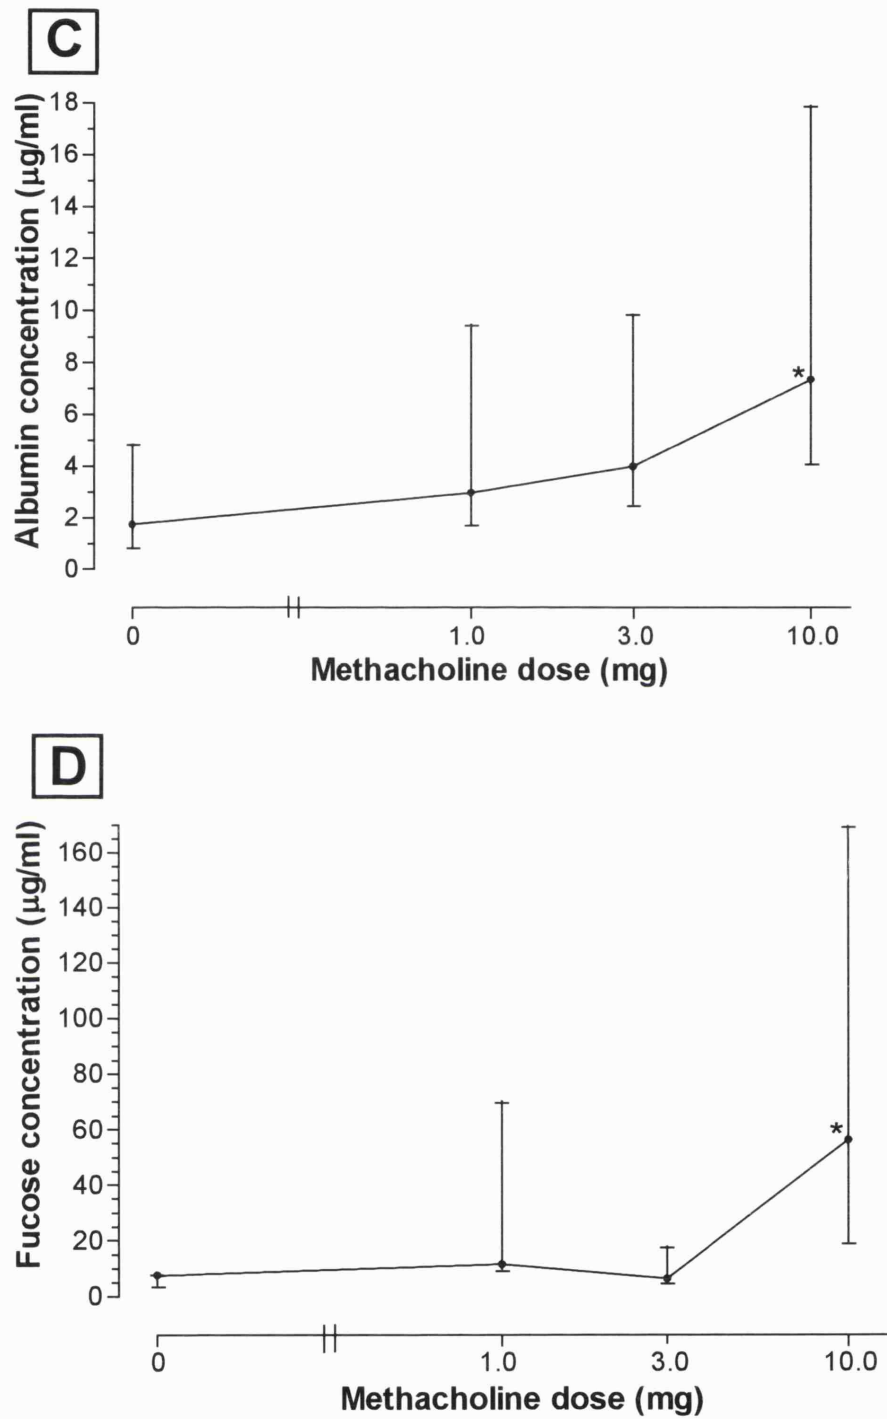 C
Albumin concentration (μg/ml)
18
16
14
12
10
8
6
4
2
0
*
0 1.0 3.0 10.0
Methacholine dose (mg)
D
Fucose concentration (μg/ml)
160
140
120
100
80
60
40
20
0
*
0 1.0 3.0 10.0
Methacholine dose (mg)